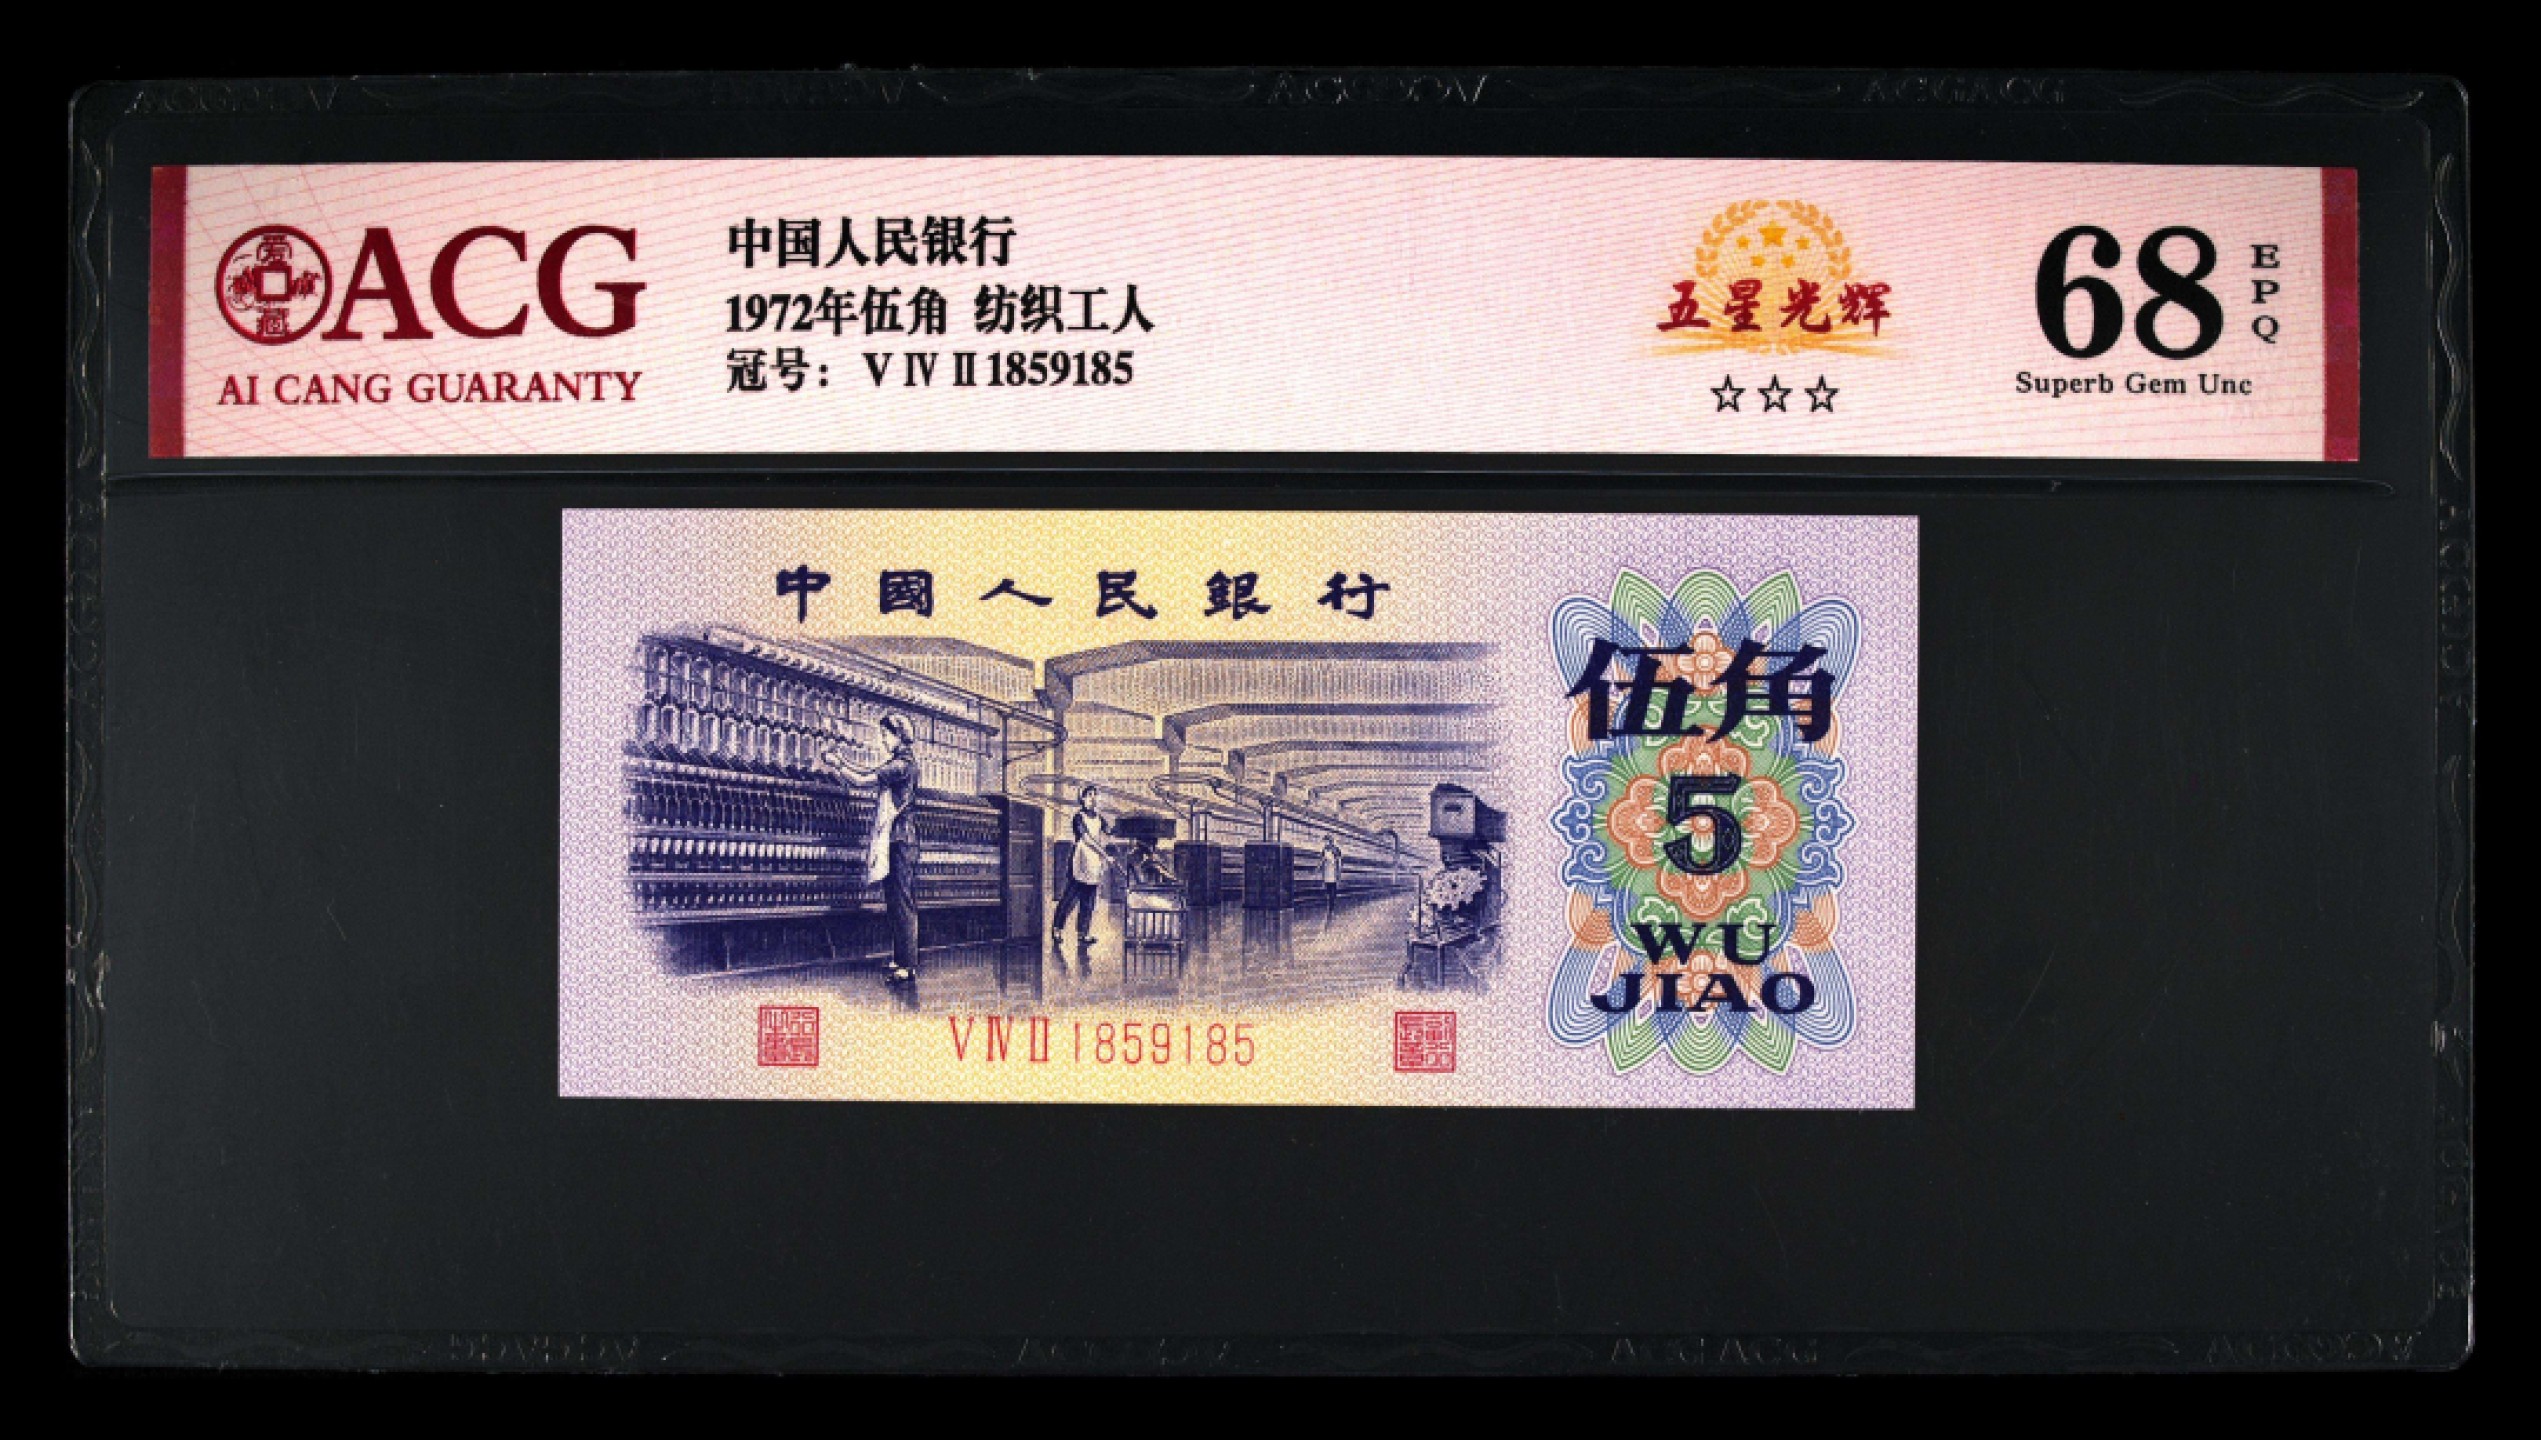 ACG
AI CANG GUARANTY
中国人民银行
1972年伍角 纺织工人
冠号: V IV II 1859185
五星光辉
☆☆☆
68
EPQ
Superb Gem Unc
中國人民銀行
伍角
5
WU
JIAO
V IV II 1859185